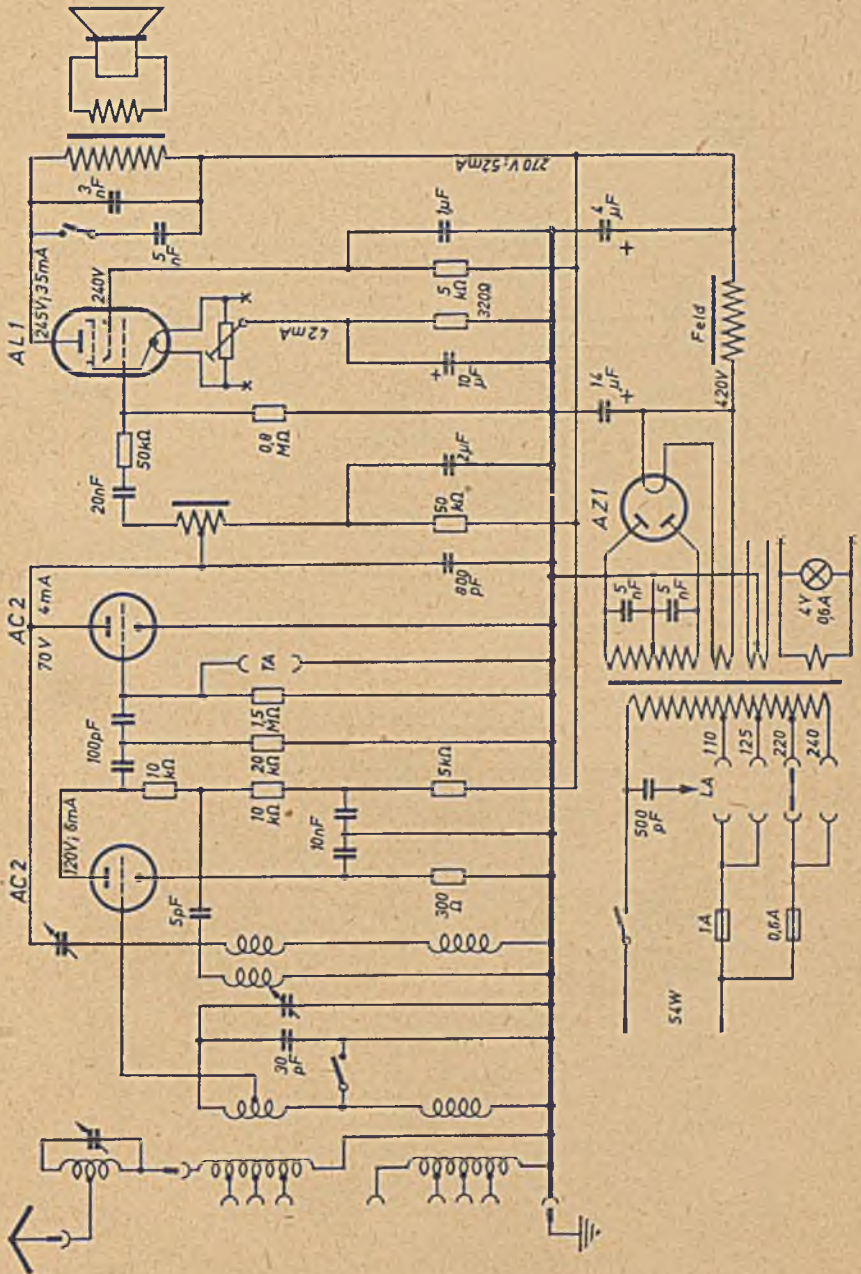 AC2
AC2
AL1
120V; 6mA
70 V 4mA
245V; 35mA
240V
100pF
20nF
50kΩ
5 nF
3 nF
10 kΩ
5pF
10 kΩ
20 kΩ
1,5 MΩ
TA
0,8 MΩ
42mA
30 pF
10nF
300 Ω
5kΩ
800 pF
50 kΩ
2µF
10 µF
+
320Ω
5 kΩ
1µF
270V; 52mA
14 µF
+
4 µF
+
AZ1
420V
Feld
5 nF
5 nF
4V 0,6A
500 pF
LA
110
125
220
240
1A
0,6A
54W